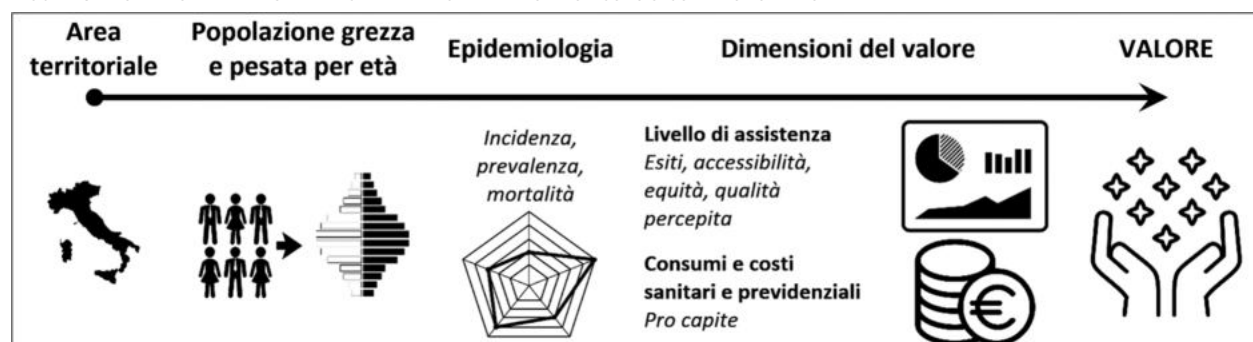 Area
territoriale
Popolazione grezza
e pesata per età
Epidemiologia
Dimensioni del valore
VALORE
Incidenza,
prevalenza,
mortalità
Livello di assistenza
Esiti, accessibilità,
equità, qualità
percepita
Consumi e costi
sanitari e previdenziali
Pro capite
€